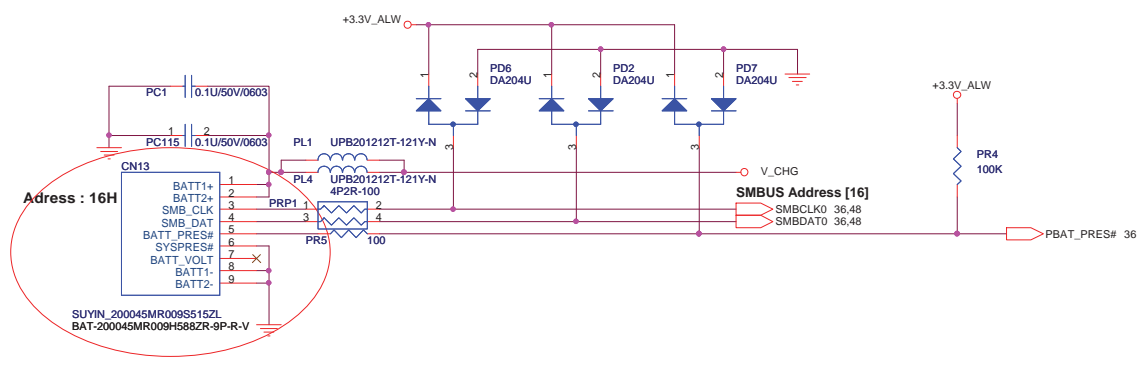 +3.3V_ALW
1 2 PD6 DA204U
1 2 PD2 DA204U
1 2 PD7 DA204U
3 3 3
PC1 0.1U/50V/0603
1 2
PC115 0.1U/50V/0603
+3.3V_ALW
PR4
100K
PL1 UPB201212T-121Y-N
PL4 UPB201212T-121Y-N
4P2R-100
V_CHG
CN13
Adress : 16H
BATT1+ 1
BATT2+ 2
SMB_CLK 3 PRP1 1 2
SMB_DAT 4 3 4
BATT_PRES# 5 PR5 100
SYSPRES# 6
BATT_VOLT 7
BATT1- 8
BATT2- 9
SMBUS Address [16]
SMBCLK0 36,48
SMBDAT0 36,48
PBAT_PRES# 36
SUYIN_200045MR009S515ZL
BAT-200045MR009H588ZR-9P-R-V